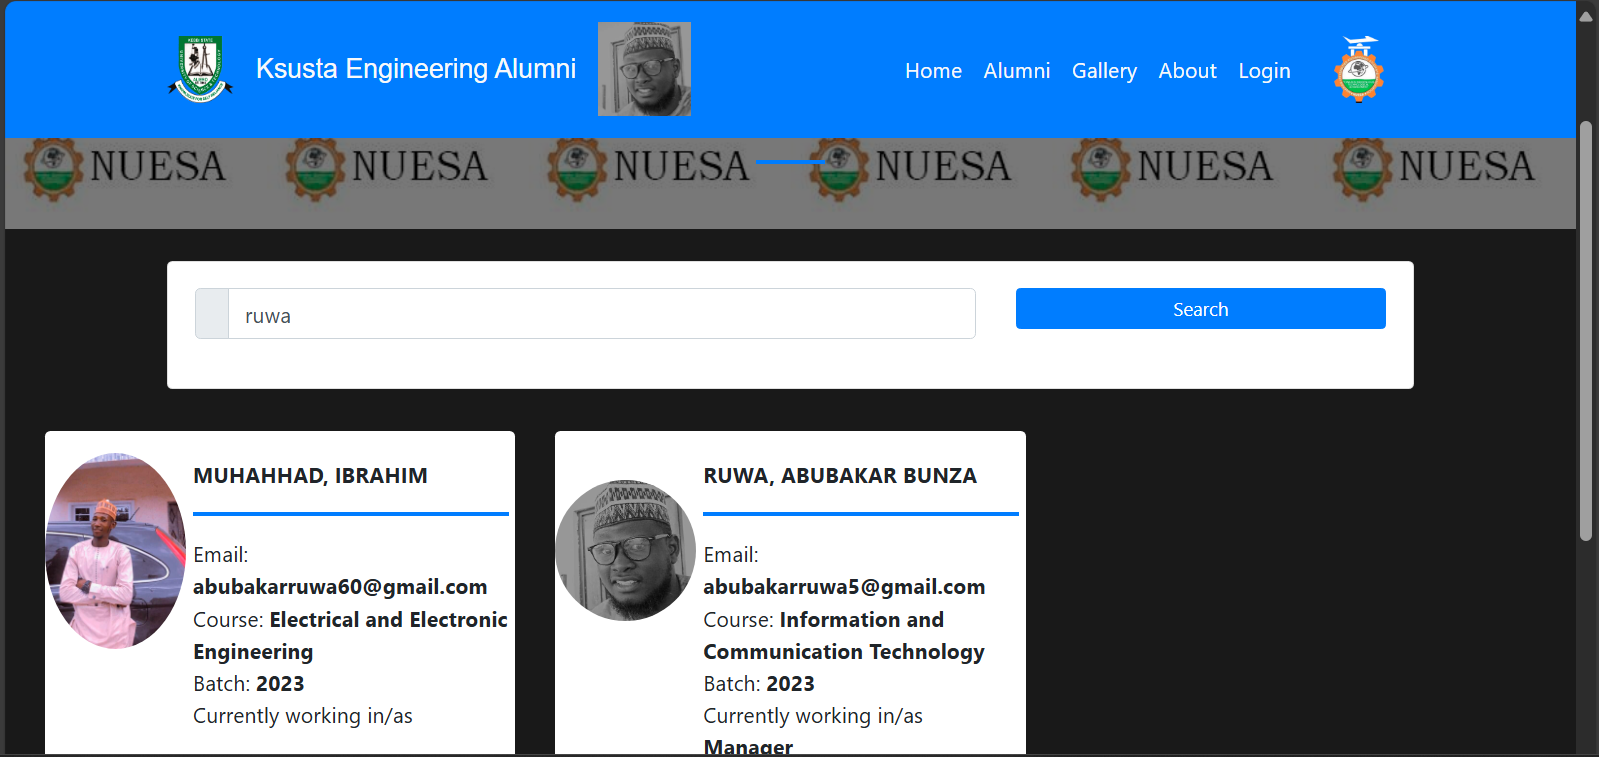 Ksusta Engineering Alumni
Home Alumni Gallery About Login
NUESA NUESA NUESA NUESA NUESA NUESA
ruwa
Search
MUHAHHAD, IBRAHIM
Email:
abubakarruwa60@gmail.com
Course: Electrical and Electronic
Engineering
Batch: 2023
Currently working in/as
RUWA, ABUBAKAR BUNZA
Email:
abubakarruwa5@gmail.com
Course: Information and
Communication Technology
Batch: 2023
Currently working in/as
Manager